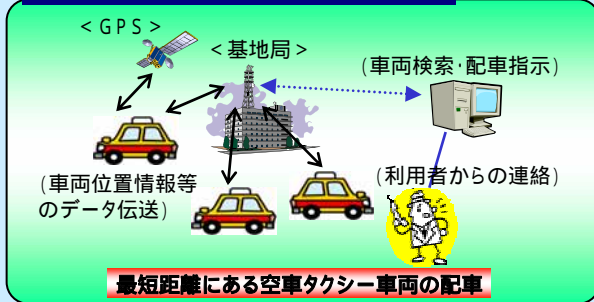 <GPS>
<基地局>
(車両検索･配車指示)
(車両位置情報等
のデータ伝送)
(利用者からの連絡)
最短距離にある空車タクシー車両の配車